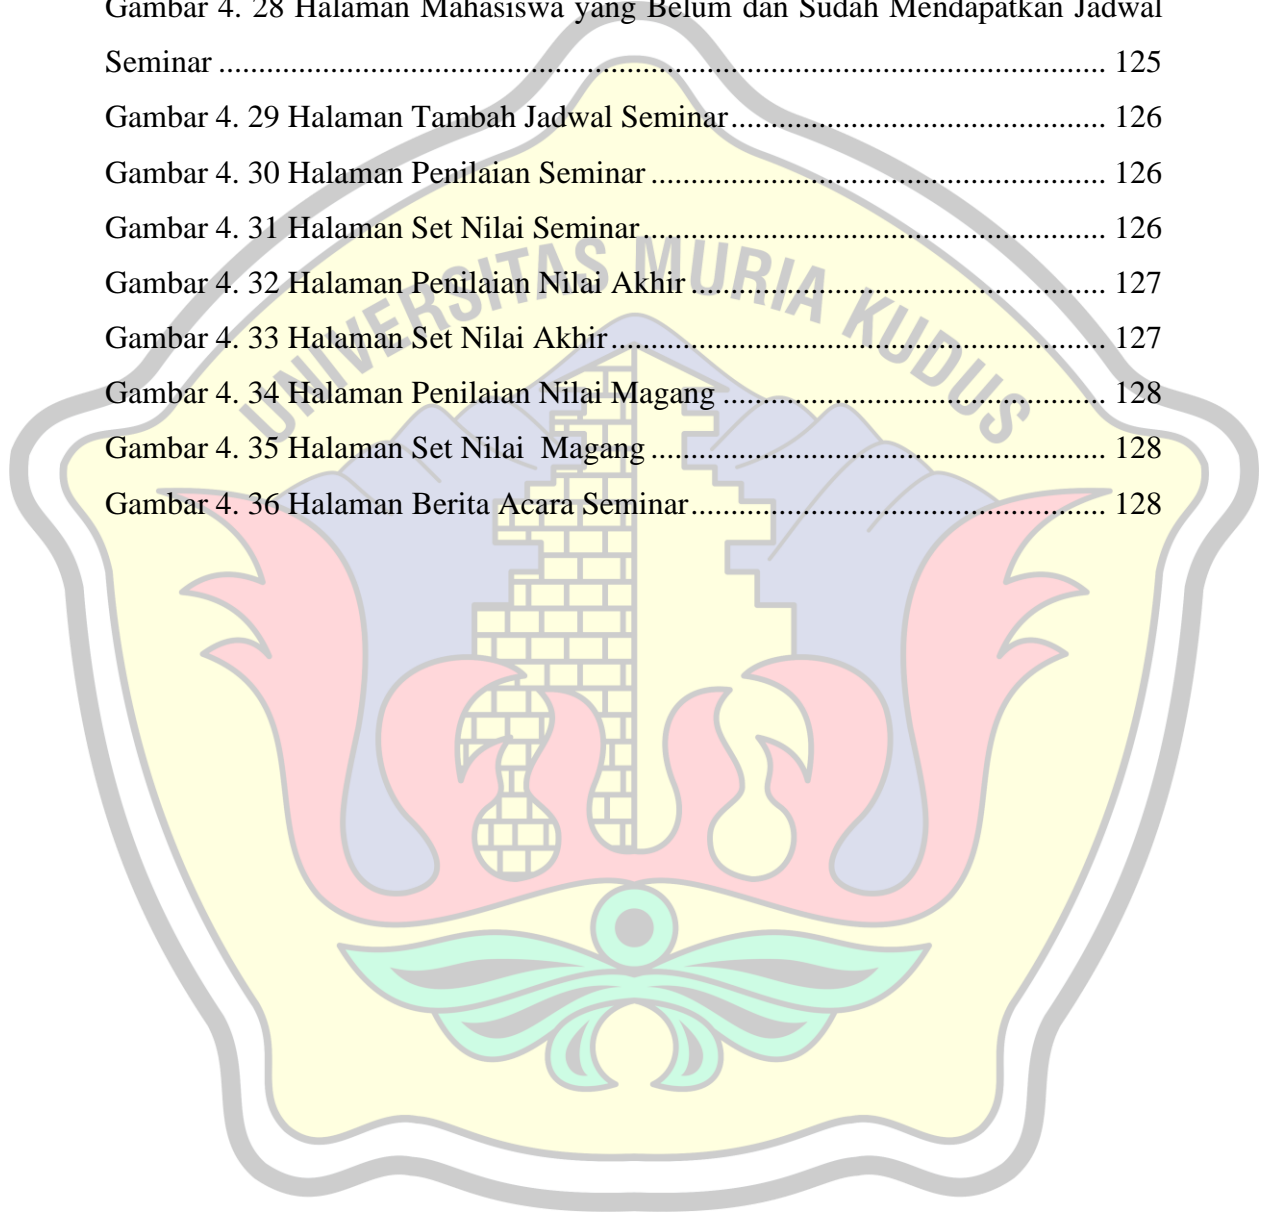 Gambar 4. 28 Halaman Mahasiswa yang Belum dan Sudah Mendapatkan Jadwal
Seminar ................................................................................................................ 125
Gambar 4. 29 Halaman Tambah Jadwal Seminar............................................... 126
Gambar 4. 30 Halaman Penilaian Seminar ......................................................... 126
Gambar 4. 31 Halaman Set Nilai Seminar.......................................................... 126
Gambar 4. 32 Halaman Penilaian Nilai Akhir .................................................... 127
Gambar 4. 33 Halaman Set Nilai Akhir.............................................................. 127
Gambar 4. 34 Halaman Penilaian Nilai Magang ................................................ 128
Gambar 4. 35 Halaman Set Nilai  Magang ......................................................... 128
Gambar 4. 36 Halaman Berita Acara Seminar.................................................... 128
UNIVERSITAS MURIA KUDUS